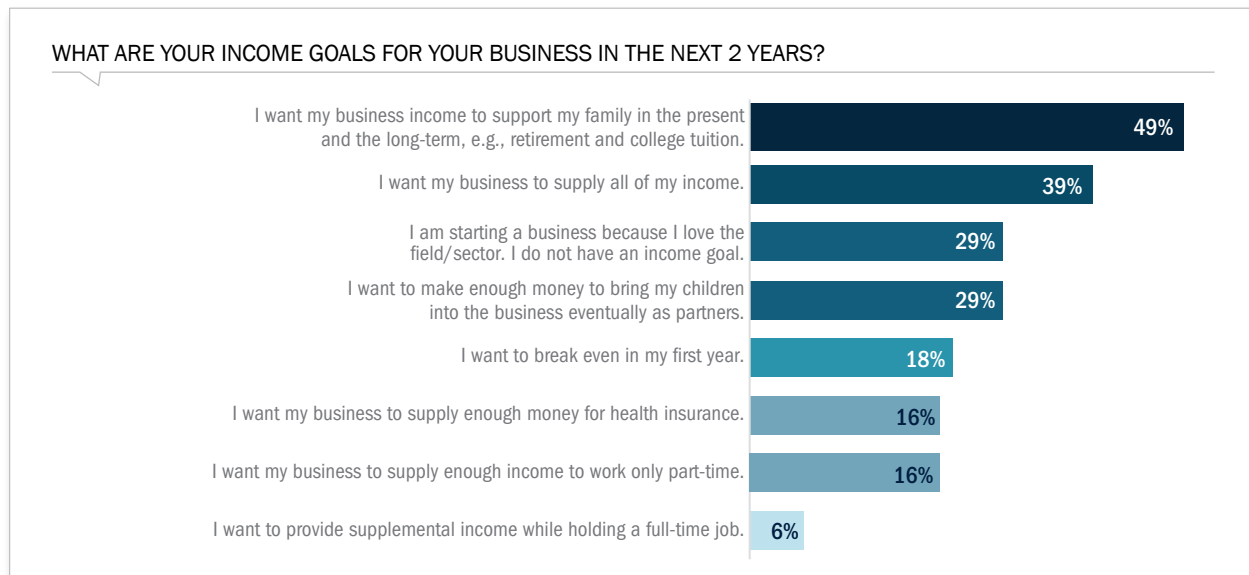 WHAT ARE YOUR INCOME GOALS FOR YOUR BUSINESS IN THE NEXT 2 YEARS?
I want my business income to support my family in the present
and the long-term, e.g., retirement and college tuition.
49%
I want my business to supply all of my income.
39%
I am starting a business because I love the
field/sector. I do not have an income goal.
29%
I want to make enough money to bring my children
into the business eventually as partners.
29%
I want to break even in my first year.
18%
I want my business to supply enough money for health insurance.
16%
I want my business to supply enough income to work only part-time.
16%
I want to provide supplemental income while holding a full-time job.
6%